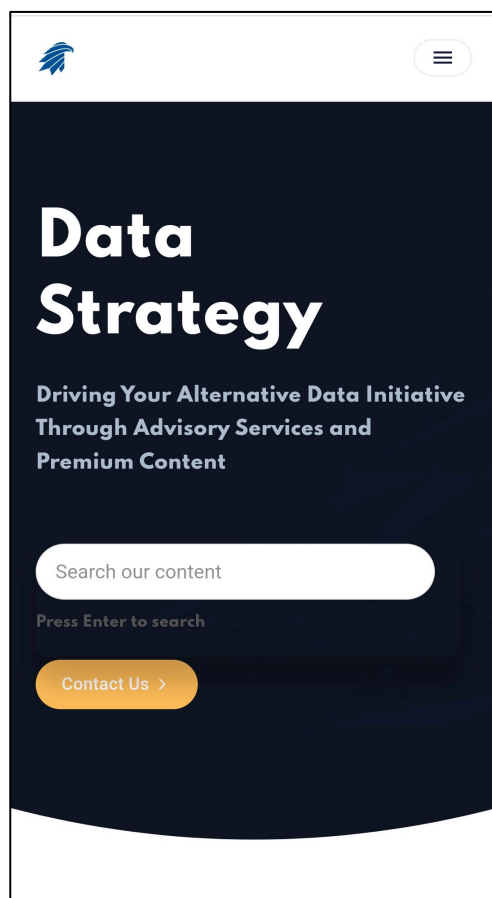 Data
Strategy
Driving Your Alternative Data Initiative
Through Advisory Services and
Premium Content
Search our content
Press Enter to search
Contact Us